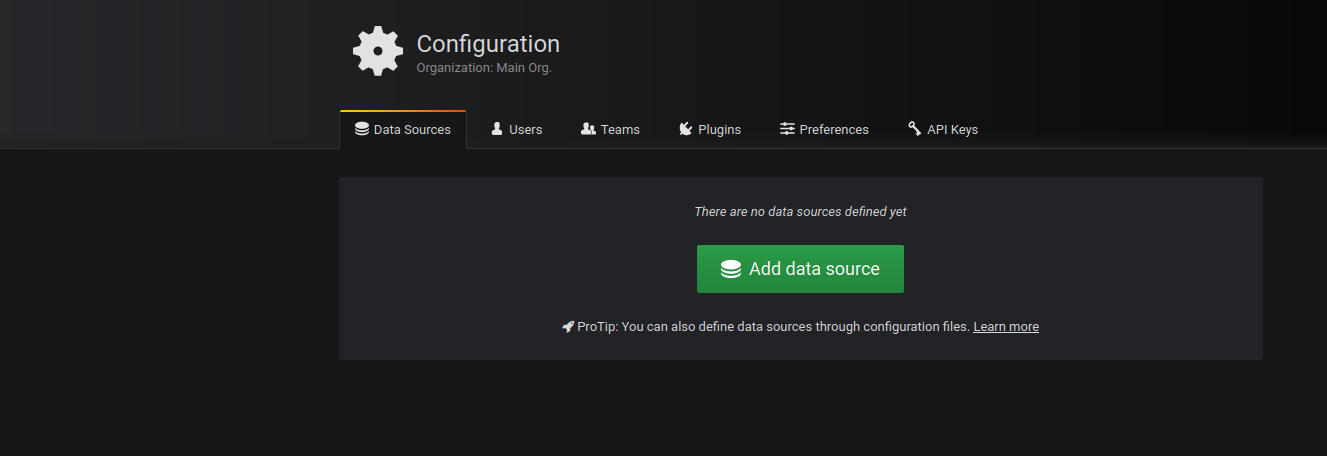 Configuration
Organization: Main Org.
Data Sources Users Teams Plugins Preferences API Keys
There are no data sources defined yet
Add data source
ProTip: You can also define data sources through configuration files. Learn more